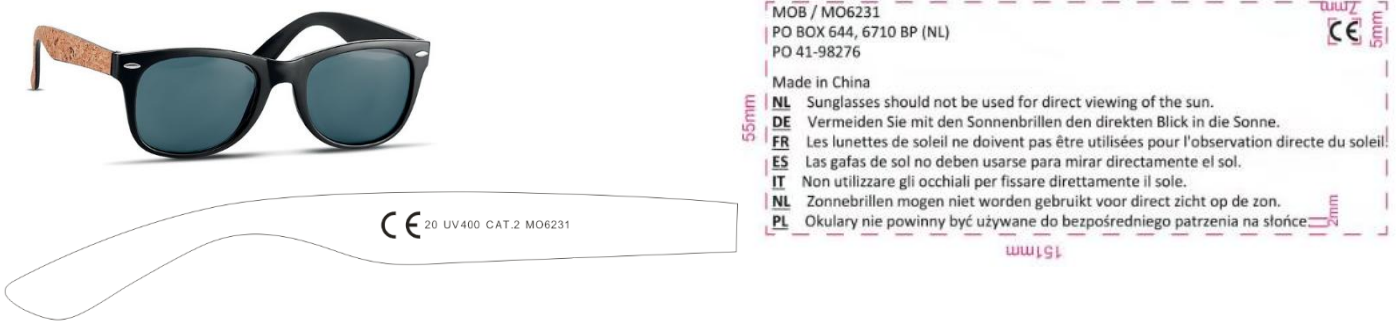 CE 20 UV400 CAT.2 MO6231
MOB / MO6231
PO BOX 644, 6710 BP (NL)
PO 41-98276
Made in China
NL Sunglasses should not be used for direct viewing of the sun.
DE Vermeiden Sie mit den Sonnenbrillen den direkten Blick in die Sonne.
FR Les lunettes de soleil ne doivent pas être utilisées pour l'observation directe du soleil.
ES Las gafas de sol no deben usarse para mirar directamente el sol.
IT Non utilizzare gli occhiali per fissare direttamente il sole.
NL Zonnebrillen mogen niet worden gebruikt voor direct zicht op de zon.
PL Okulary nie powinny być używane do bezpośredniego patrzenia na słońce
CE
7mm
5mm
55mm
2mm
151mm